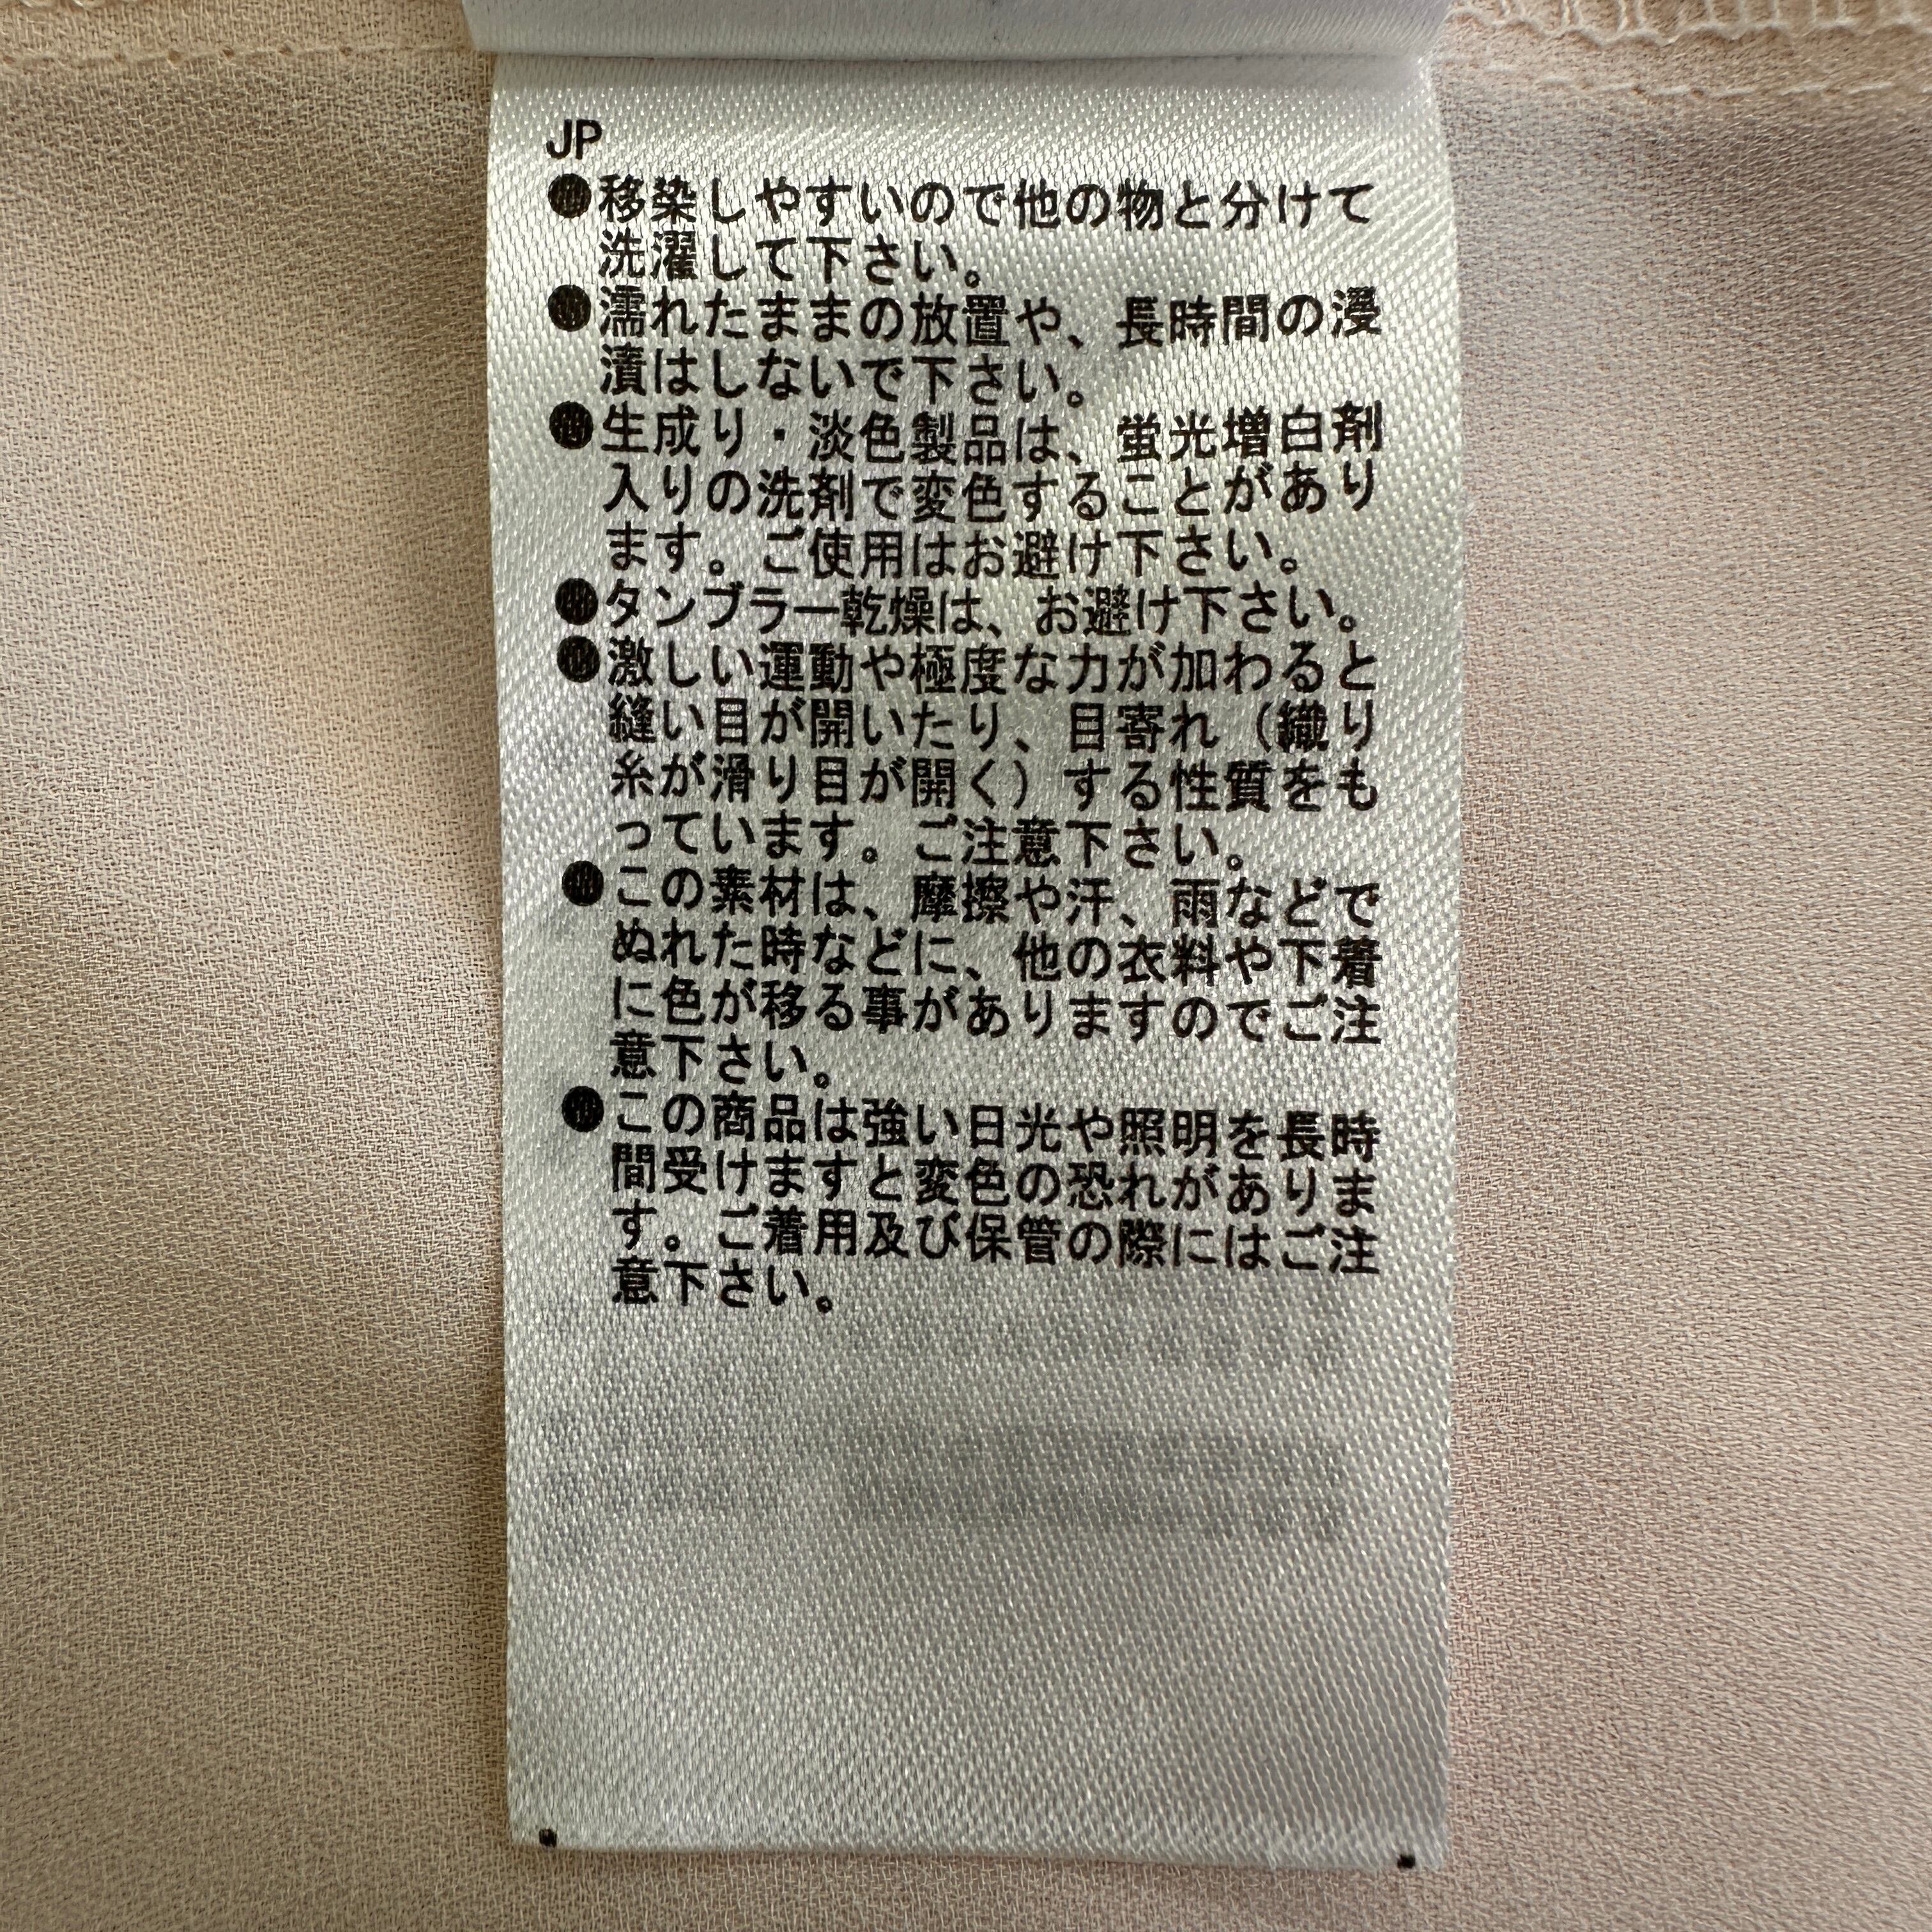 JP
●移染しやすいので他の物と分けて
洗濯して下さい。
●濡れたままの放置や、長時間の浸
漬はしないで下さい。
●生成り・淡色製品は、蛍光増白剤
入りの洗剤で変色することがあり
ます。ご使用はお避け下さい。
●タンブラー乾燥は、お避け下さい。
●激しい運動や極度な力が加わると
縫い目が開いたり、目寄れ（織り
糸が滑り目が開く）する性質をも
っています。ご注意下さい。
●この素材は、摩擦や汗、雨などで
ぬれた時などに、他の衣料や下着
に色が移る事がありますのでご注
意下さい。
●この商品は強い日光や照明を長時
間受けますと変色の恐れがありま
す。ご着用及び保管の際にはご注
意下さい。